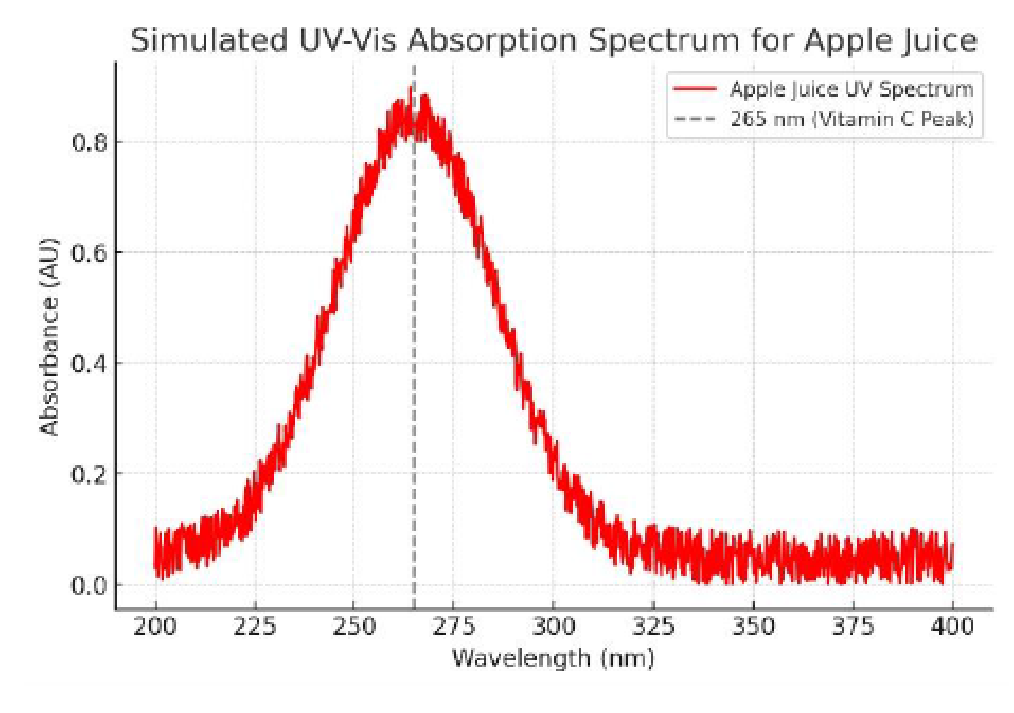 Simulated UV-Vis Absorption Spectrum for Apple Juice
Apple Juice UV Spectrum
265 nm (Vitamin C Peak)
Absorbance (AU)
0.8
0.6
0.4
0.2
0.0
200 225 250 275 300 325 350 375 400
Wavelength (nm)